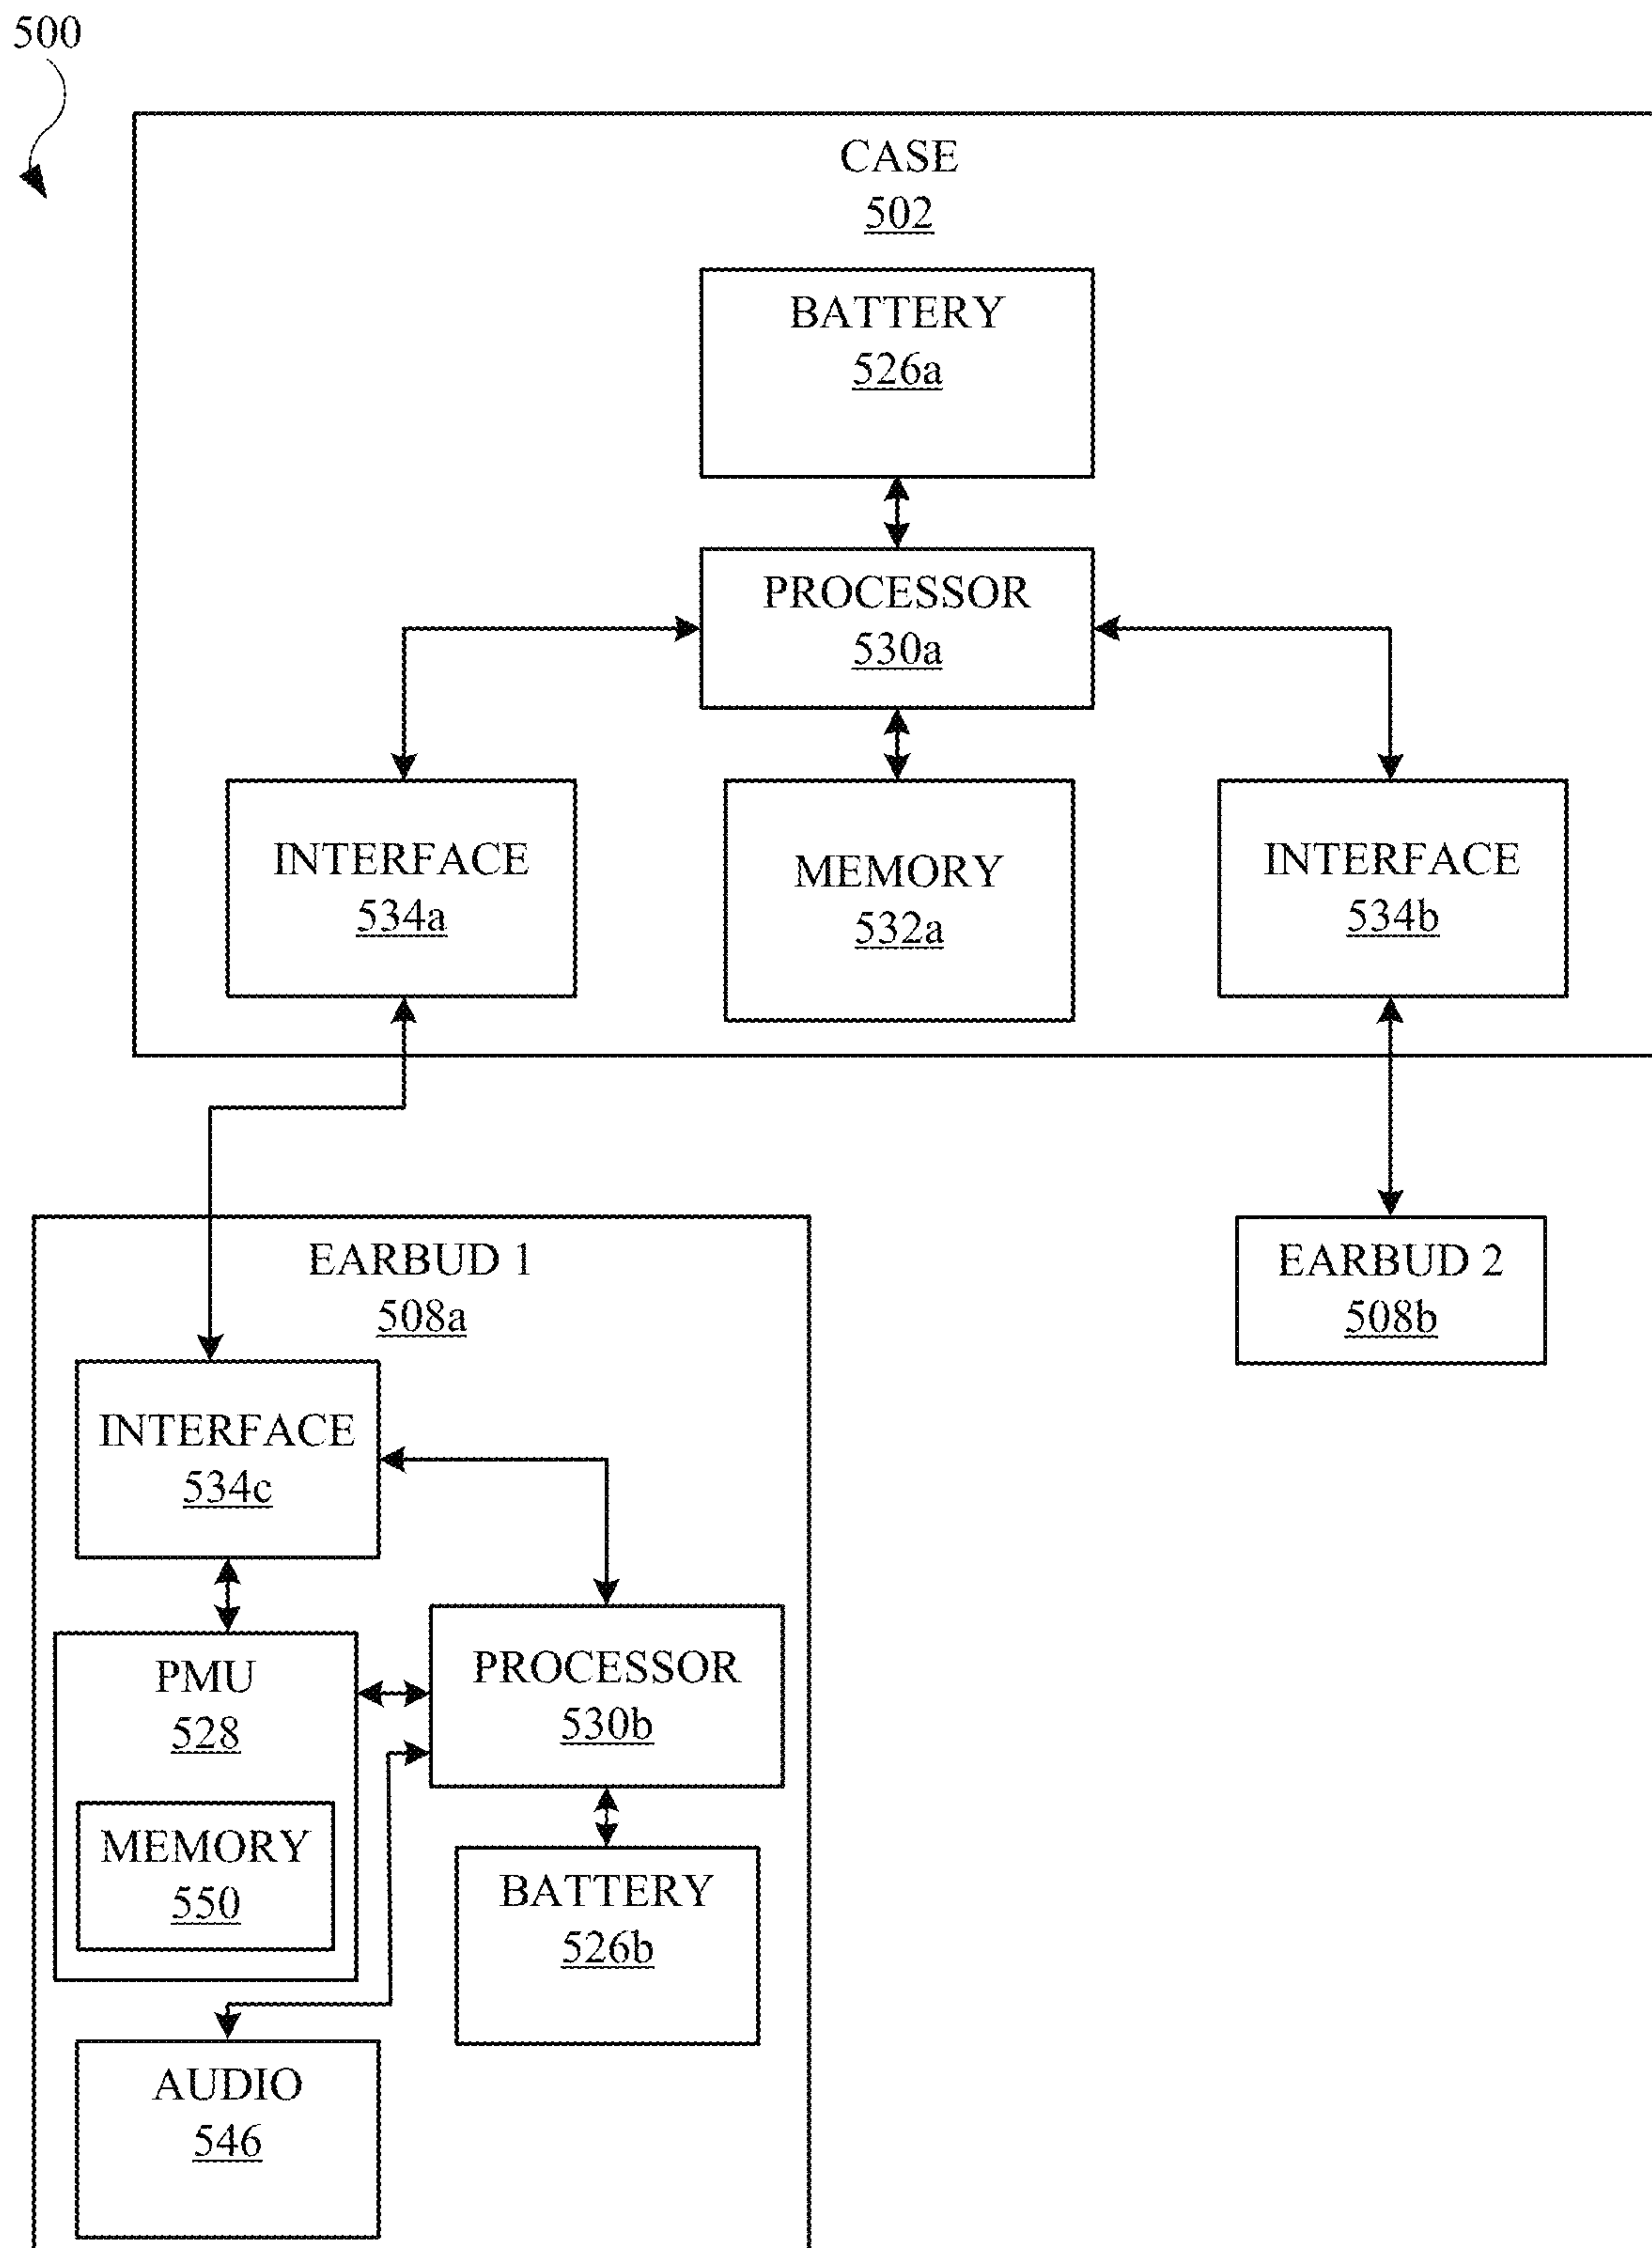 500
CASE
502
BATTERY
526a
PROCESSOR
530a
INTERFACE
534a
MEMORY
532a
INTERFACE
534b
EARBUD 1
508a
EARBUD 2
508b
INTERFACE
534c
PMU
528
PROCESSOR
530b
MEMORY
550
BATTERY
526b
AUDIO
546